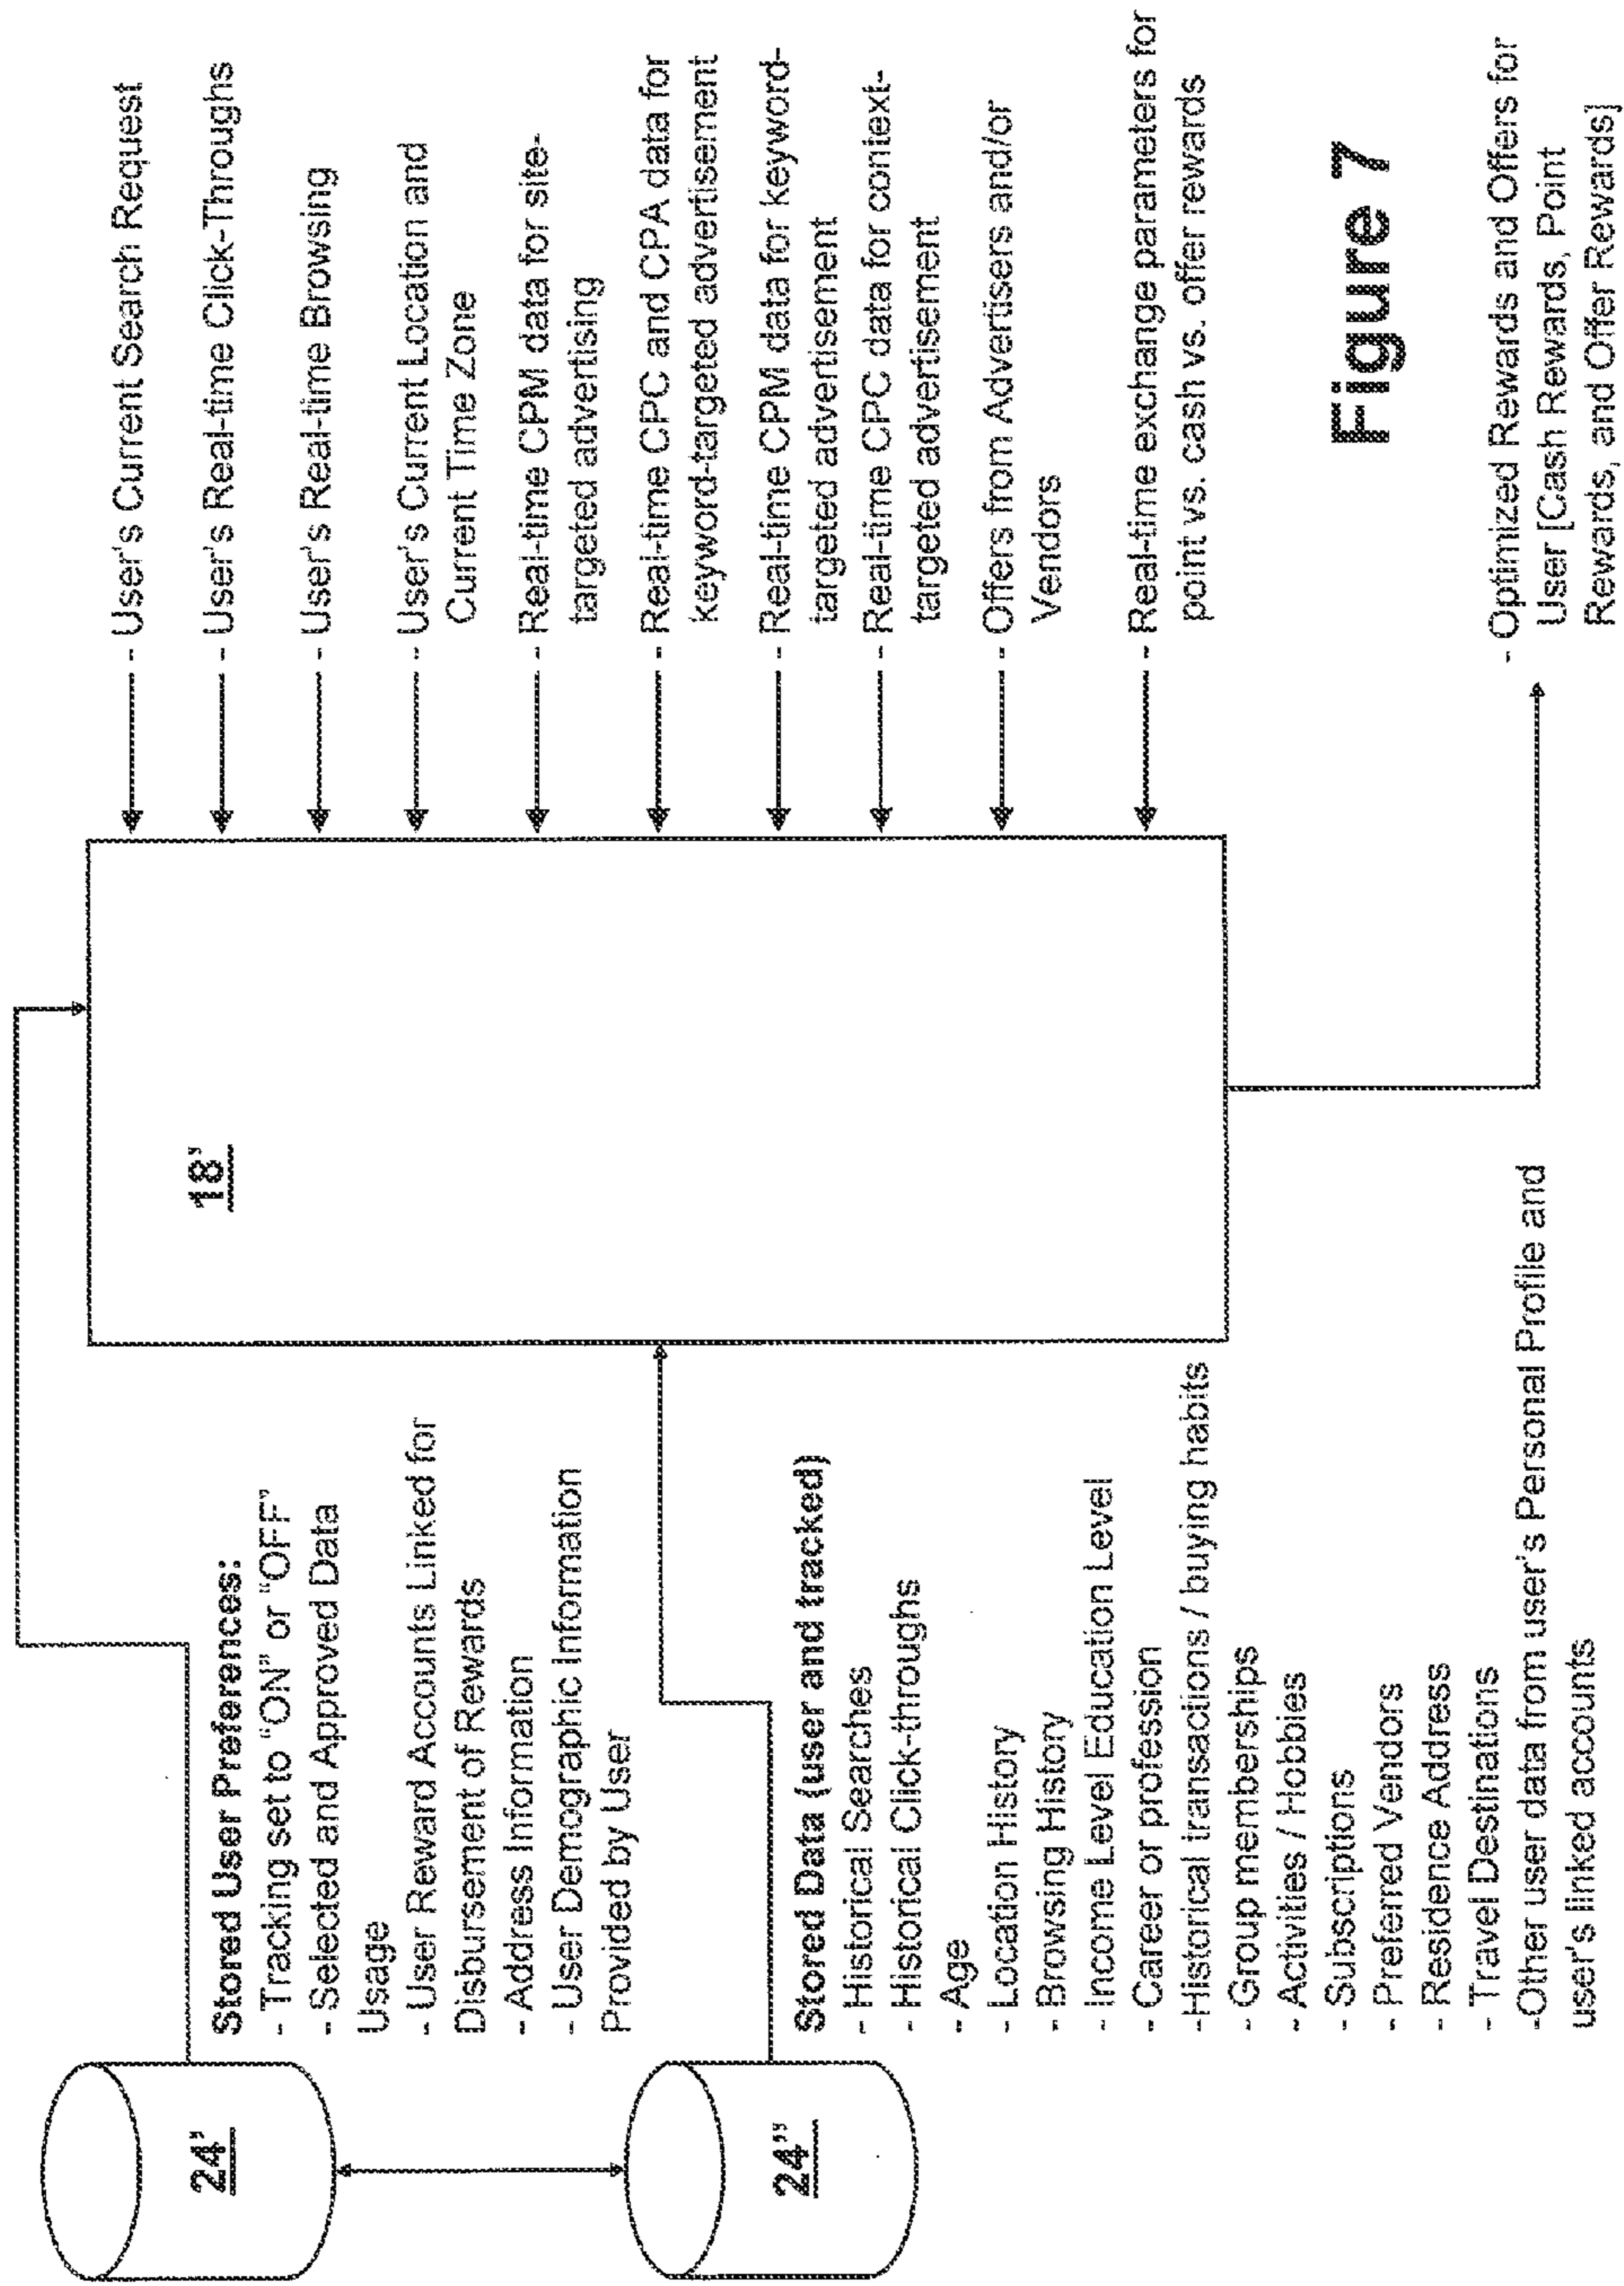 24'
Stored User Preferences:
- Tracking set to "ON" or "OFF"
- Selected and Approved Data
Usage
- User Reward Accounts Linked for
Disbursement of Rewards
- Address Information
- User Demographic Information
Provided by User
24''
Stored Data (user and tracked)
- Historical Searches
- Historical Click-throughs
- Age
- Location History
- Browsing History
- Income Level Education Level
- Career or profession
-Historical transactions / buying habits
- Group memberships
- Activities / Hobbies
- Subscriptions
- Preferred Vendors
- Residence Address
- Travel Destinations
-Other user data from user's Personal Profile and
user's linked accounts
18'
- User's Current Search Request
- User's Real-time Click-Throughs
- User's Real-time Browsing
- User's Current Location and
Current Time Zone
- Real-time CPM data for site-
targeted advertising
- Real-time CPC and CPA data for
keyword-targeted advertisement
- Real-time CPM data for keyword-
targeted advertisement
- Real-time CPC data for context-
targeted advertisement
- Offers from Advertisers and/or
Vendors
- Real-time exchange parameters for
point vs. cash vs. offer rewards
Figure 7
- Optimized Rewards and Offers for
User [Cash Rewards, Point
Rewards, and Offer Rewards]